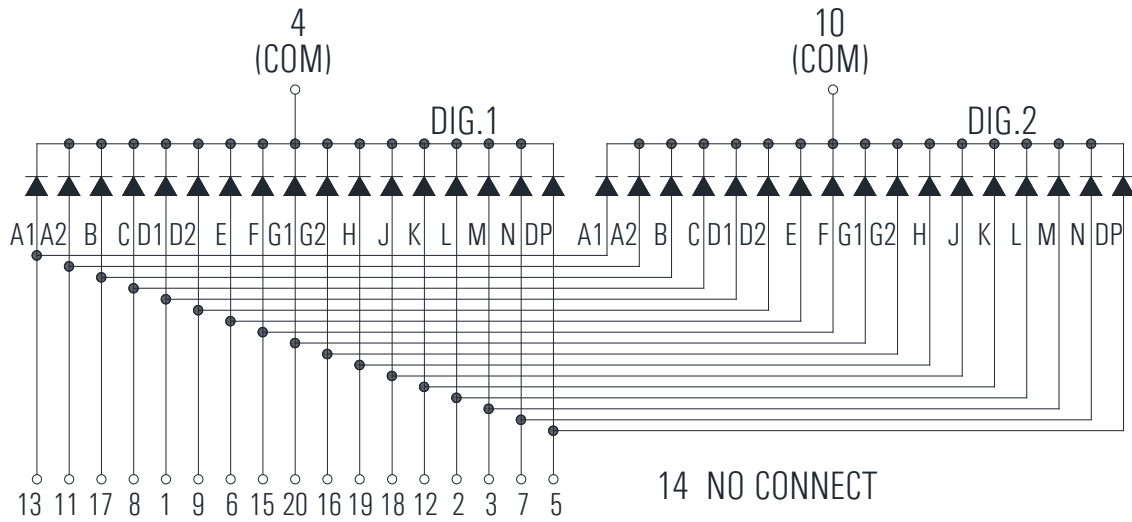 4
(COM)
10
(COM)
DIG.1
DIG.2
A1 A2 B C D1 D2 E F G1 G2 H J K L M N DP
A1 A2 B C D1 D2 E F G1 G2 H J K L M N DP
14 NO CONNECT
13 11 17 8 1 9 6 15 20 16 19 18 12 2 3 7 5